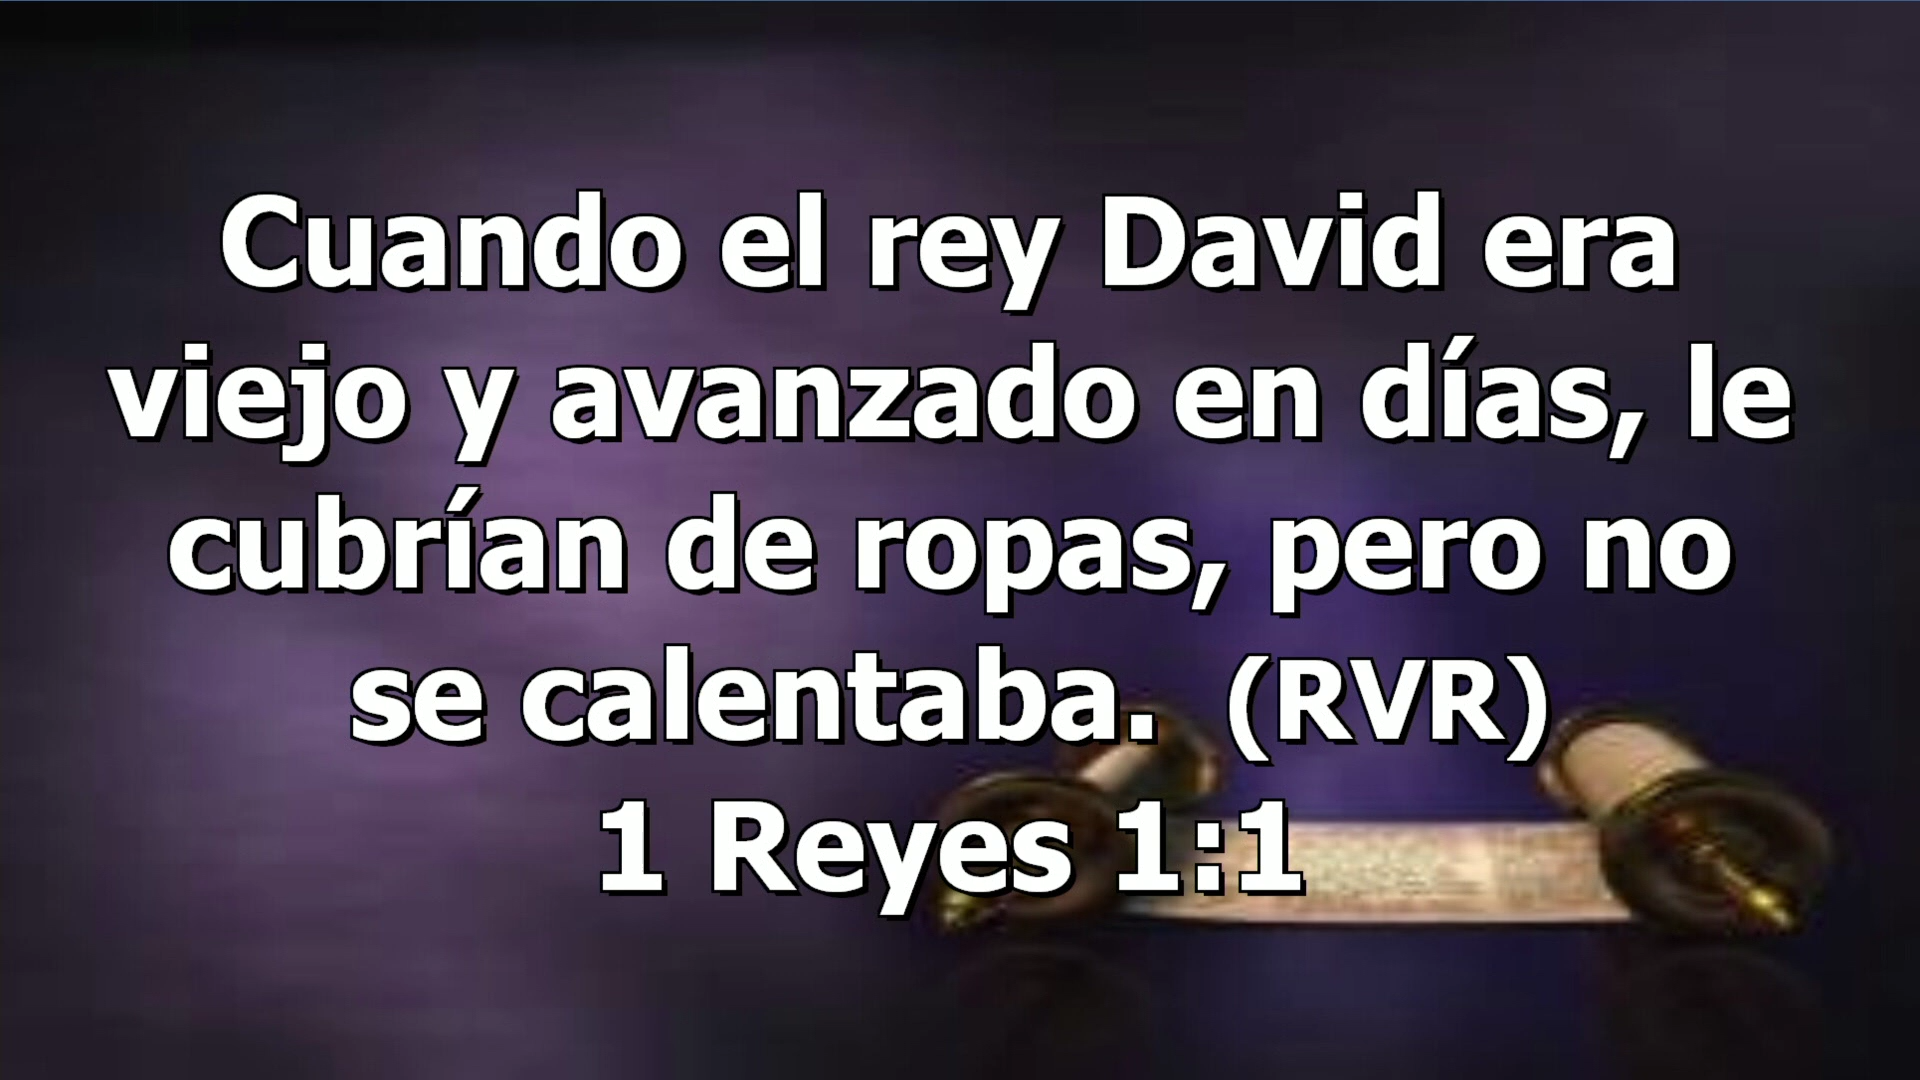 Cuando el rey David era
viejo y avanzado en días, le
cubrían de ropas, pero no
se calentaba. (RVR)
1 Reyes 1:1